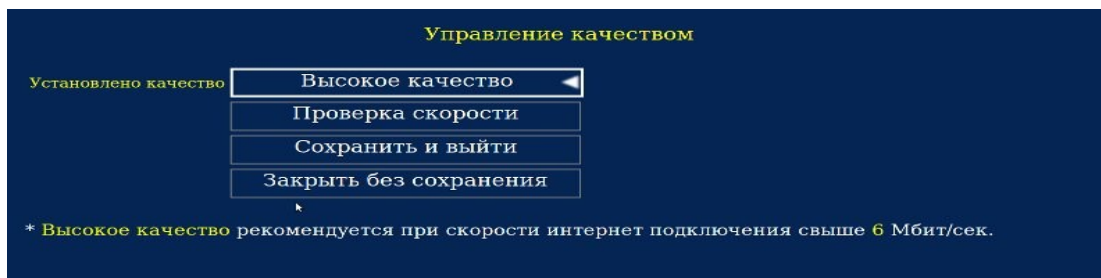 Управление качеством
Установлено качество Высокое качество
Проверка скорости
Сохранить и выйти
Закрыть без сохранения
* Высокое качество рекомендуется при скорости интернет подключения свыше 6 Мбит/сек.